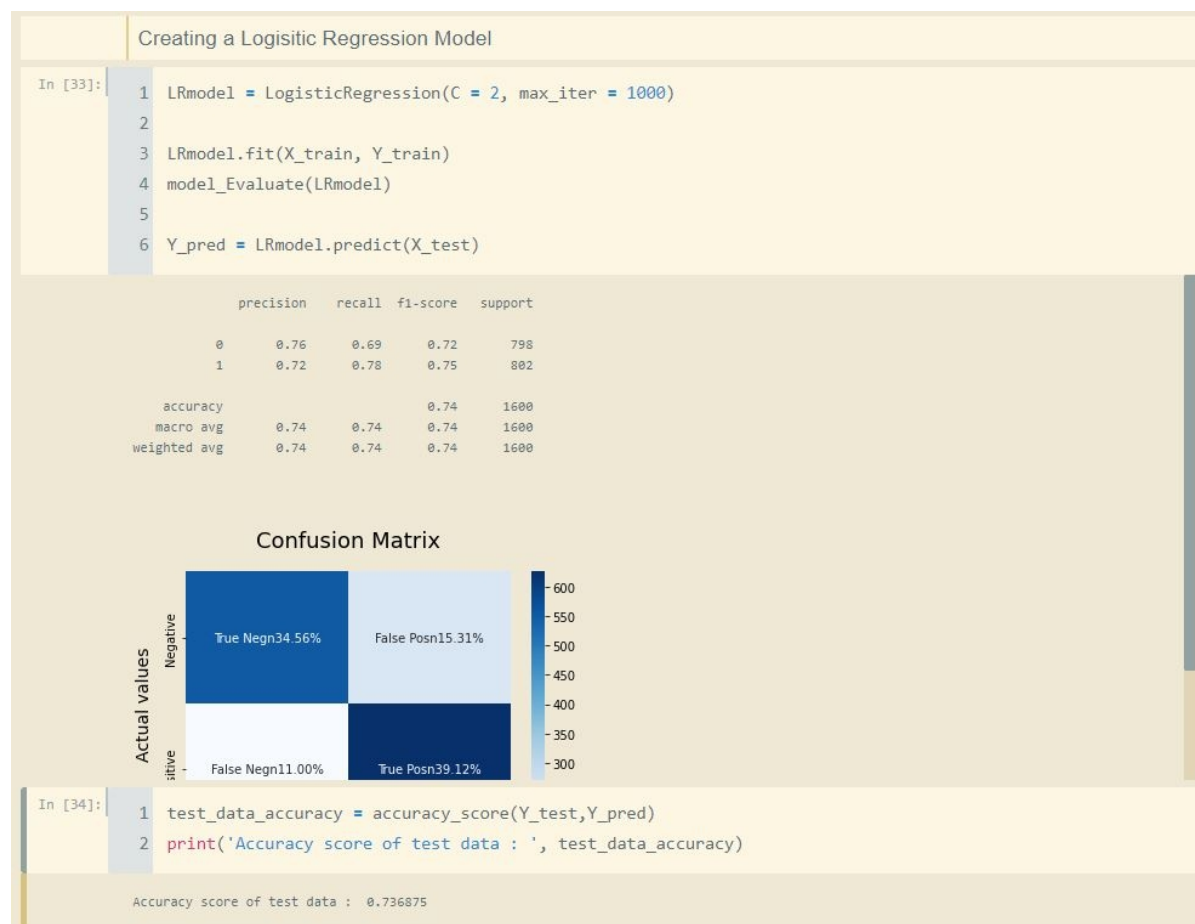 Creating a Logisitic Regression Model
In [33]:
1 LRmodel = LogisticRegression(C = 2, max_iter = 1000)
2
3 LRmodel.fit(X_train, Y_train)
4 model_Evaluate(LRmodel)
5
6 Y_pred = LRmodel.predict(X_test)
precision recall f1-score support
0 0.76 0.69 0.72 798
1 0.72 0.78 0.75 802
accuracy 0.74 1600
macro avg 0.74 0.74 0.74 1600
weighted avg 0.74 0.74 0.74 1600
Confusion Matrix
Actual values
Negative
True Negn34.56% False Posn15.31%
sitive
False Negn11.00% True Posn39.12%
600
550
500
450
400
350
300
In [34]:
1 test_data_accuracy = accuracy_score(Y_test,Y_pred)
2 print('Accuracy score of test data : ', test_data_accuracy)
Accuracy score of test data : 0.736875